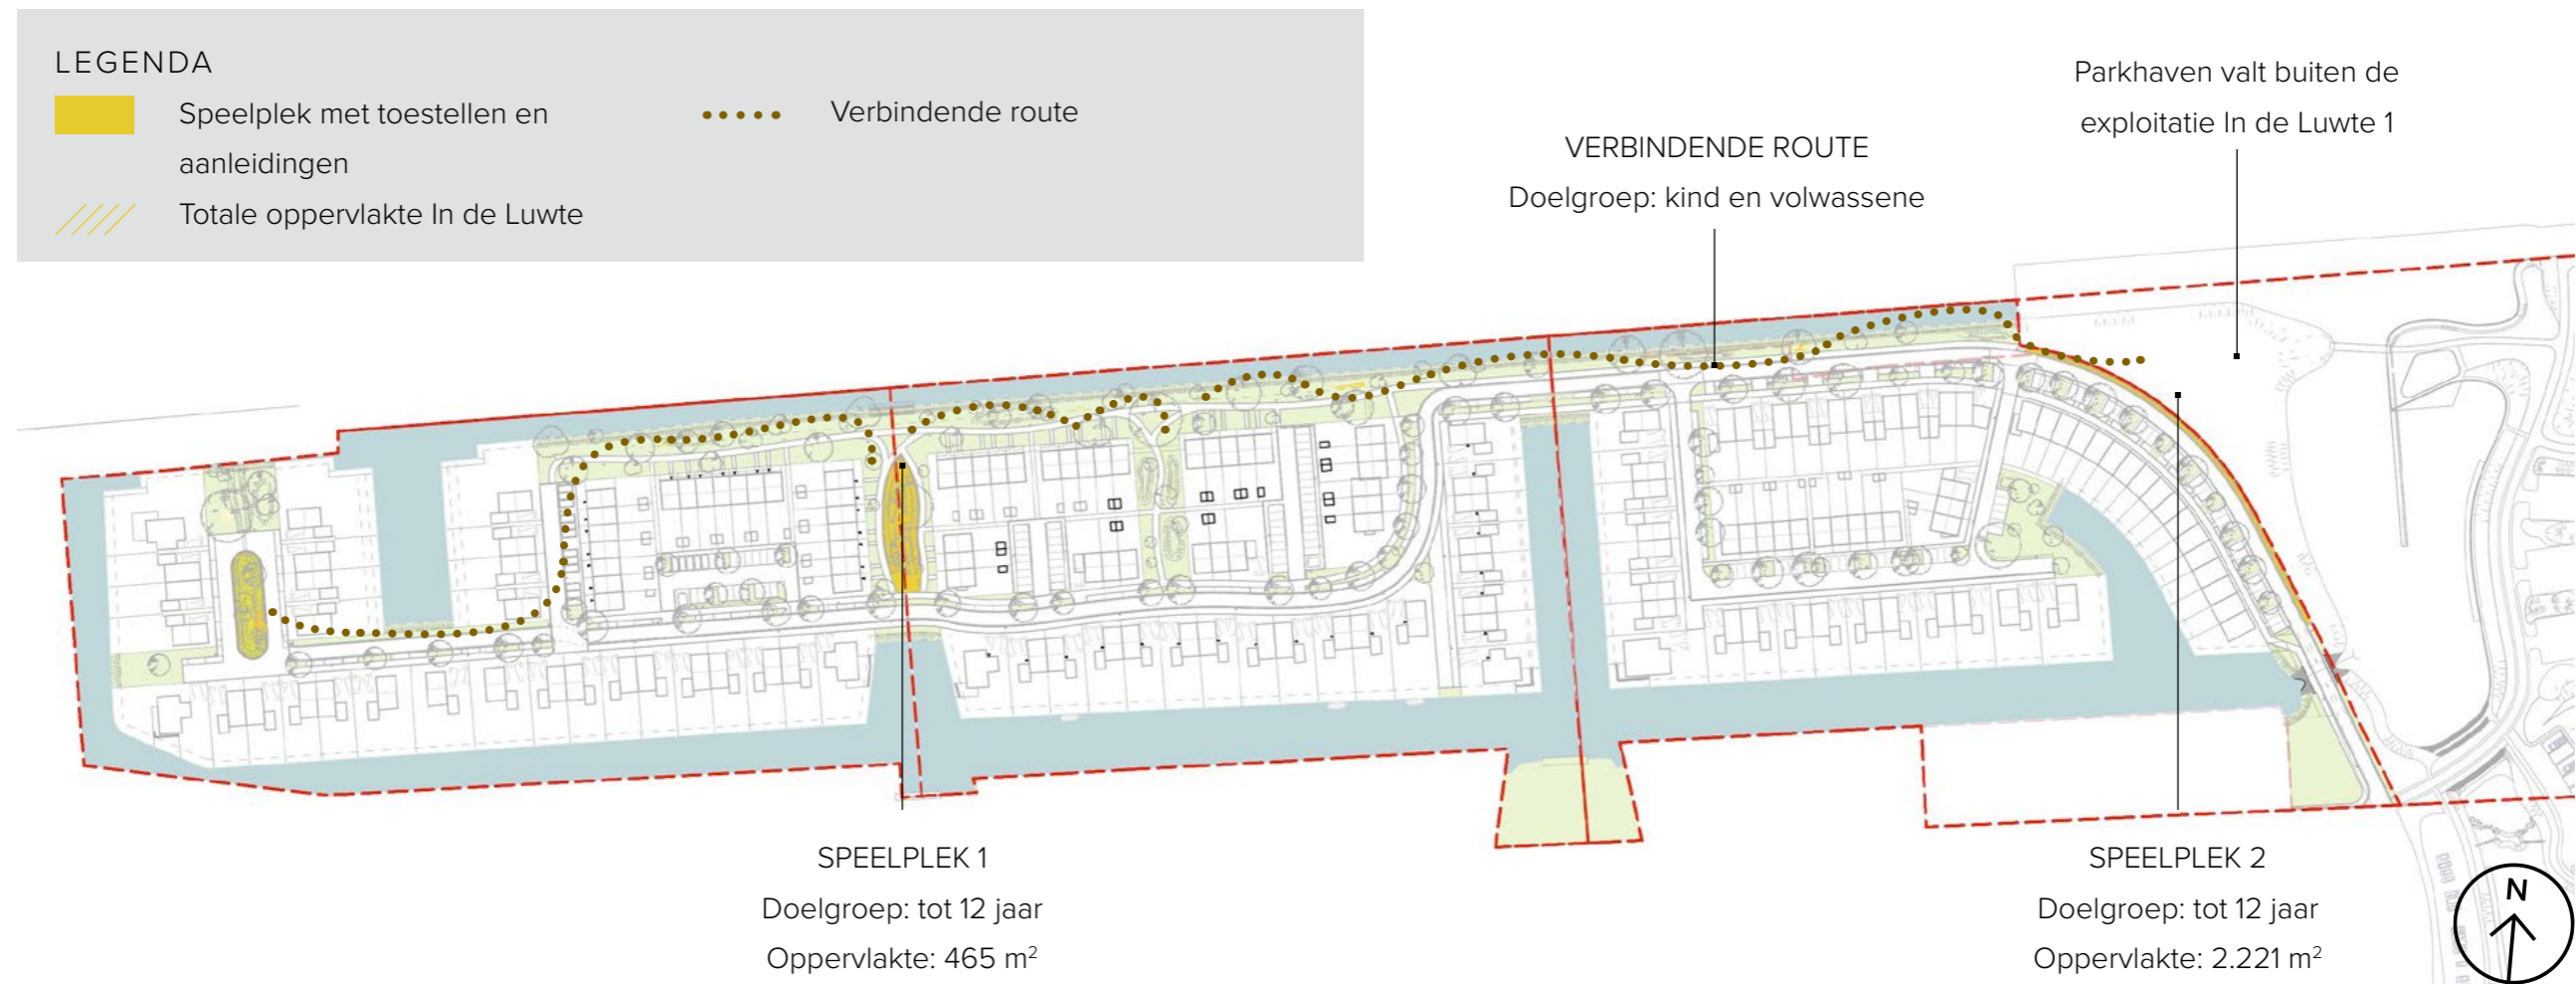 LEGENDA
Speelplek met toestellen en
aanleidingen
Totale oppervlakte In de Luwte
Verbindende route
VERBINDENDE ROUTE
Doelgroep: kind en volwassene
Parkhaven valt buiten de
exploitatie In de Luwte 1
SPEELPLEK 1
Doelgroep: tot 12 jaar
Oppervlakte: 465 m²
SPEELPLEK 2
Doelgroep: tot 12 jaar
Oppervlakte: 2.221 m²
N